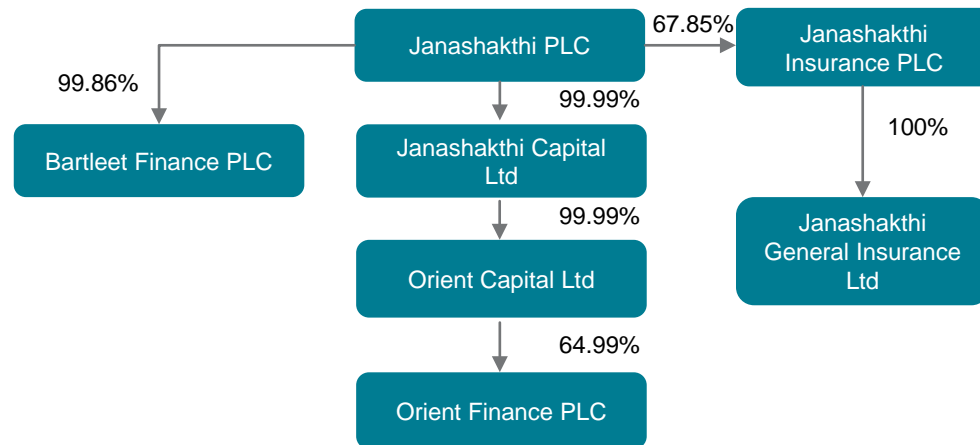 Janashakthi PLC
67.85%
Janashakthi
Insurance PLC
99.86%
99.99%
100%
Bartleet Finance PLC
Janashakthi Capital
Ltd
99.99%
Janashakthi
General Insurance
Ltd
Orient Capital Ltd
64.99%
Orient Finance PLC